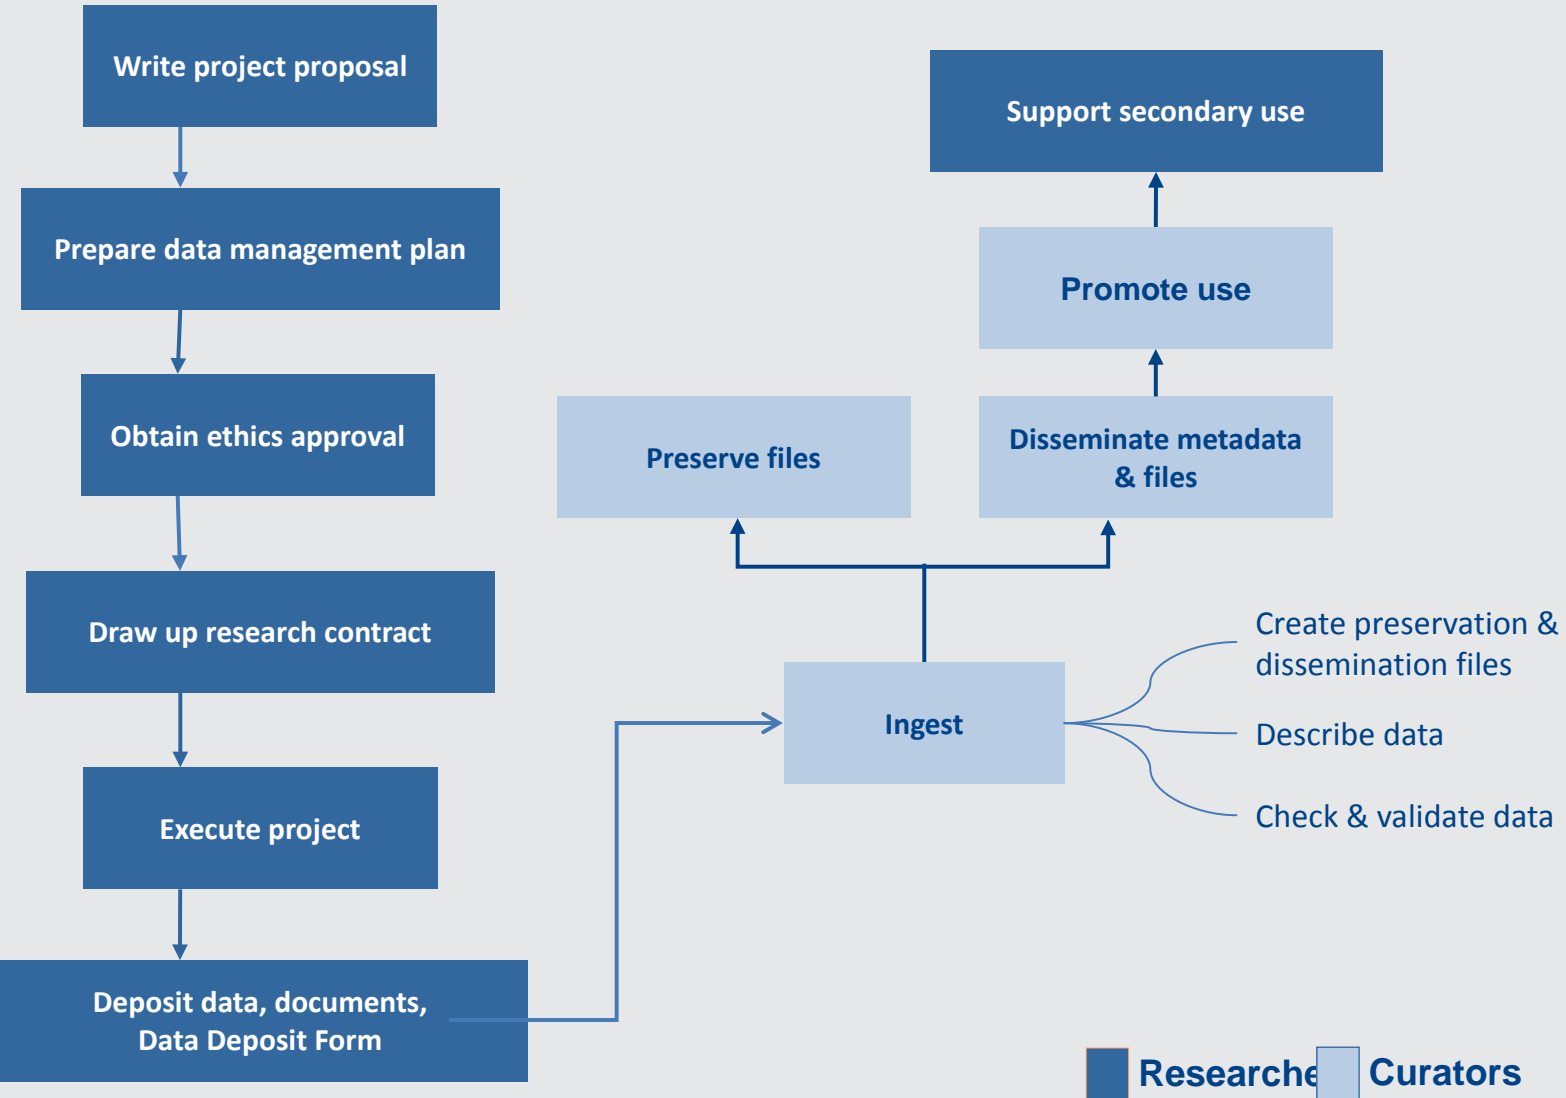 Write project proposal
Prepare data management plan
Obtain ethics approval
Draw up research contract
Execute project
Deposit data, documents,
Data Deposit Form
Support secondary use
Promote use
Preserve files
Disseminate metadata
& files
Ingest
Create preservation &
dissemination files
Describe data
Check & validate data
Researche
Curators